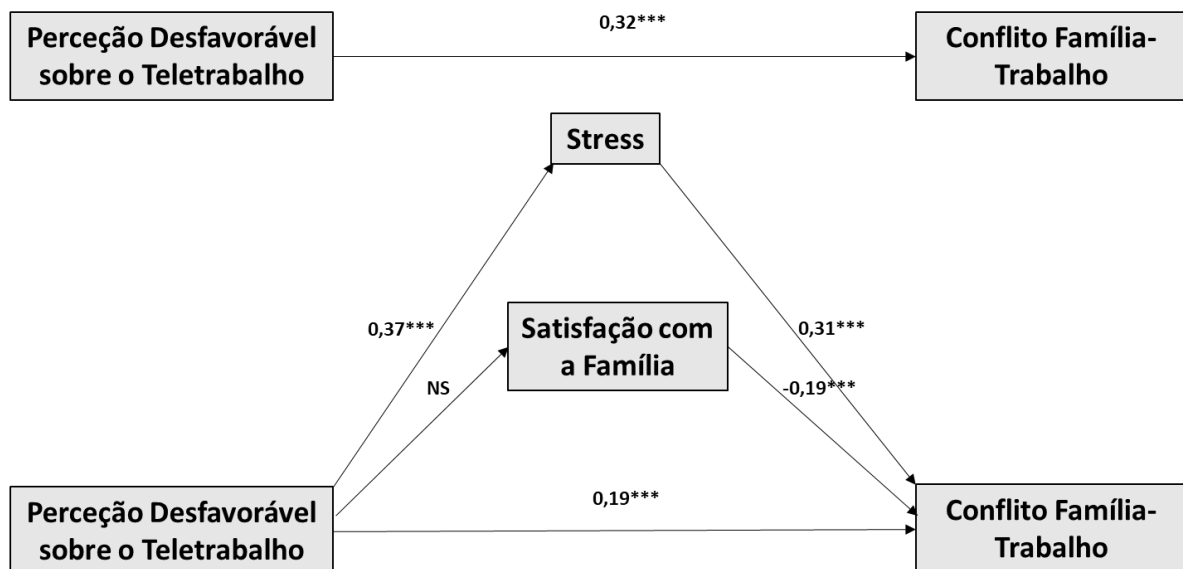 0,32***
Perceção Desfavorável
sobre o Teletrabalho
Conflito Família-
Trabalho
Stress
0,37***
Satisfação com
a Família
0,31***
NS
-0,19***
0,19***
Perceção Desfavorável
sobre o Teletrabalho
Conflito Família-
Trabalho